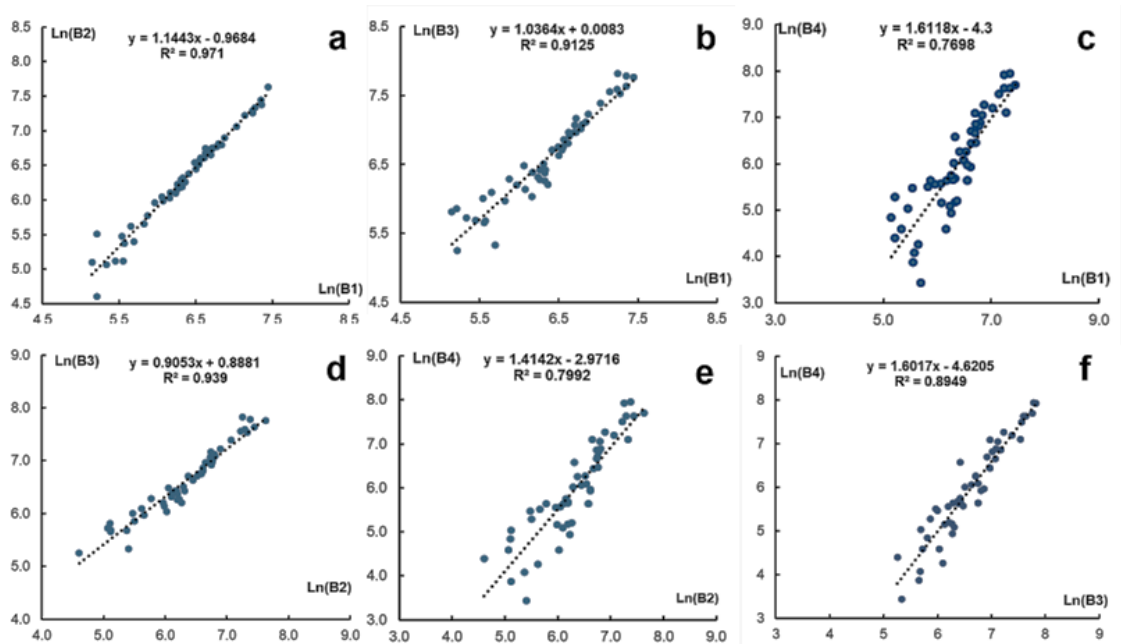 8.5
Ln(B2)
y = 1.1443x - 0.9684
R² = 0.971
a
7.5
6.5
5.5
4.5
Ln(B1)
4.5 5.5 6.5 7.5 8.5
8.5
Ln(B3)
y = 1.0364x + 0.0083
R² = 0.9125
b
7.5
6.5
5.5
4.5
Ln(B1)
4.5 5.5 6.5 7.5 8.5
9.0
Ln(B4)
y = 1.6118x - 4.3
R² = 0.7698
c
8.0
7.0
6.0
5.0
4.0
3.0
Ln(B1)
3.0 5.0 7.0 9.0
9.0
Ln(B3)
y = 0.9053x + 0.8881
R² = 0.939
d
8.0
7.0
6.0
5.0
4.0
Ln(B2)
4.0 5.0 6.0 7.0 8.0 9.0
9.0
Ln(B4)
y = 1.4142x - 2.9716
R² = 0.7992
e
8.0
7.0
6.0
5.0
4.0
3.0
Ln(B2)
4.0 5.0 6.0 7.0 8.0 9.0
9
Ln(B4)
y = 1.6017x - 4.6205
R² = 0.8949
f
8
7
6
5
4
3
Ln(B3)
3 4 5 6 7 8 9